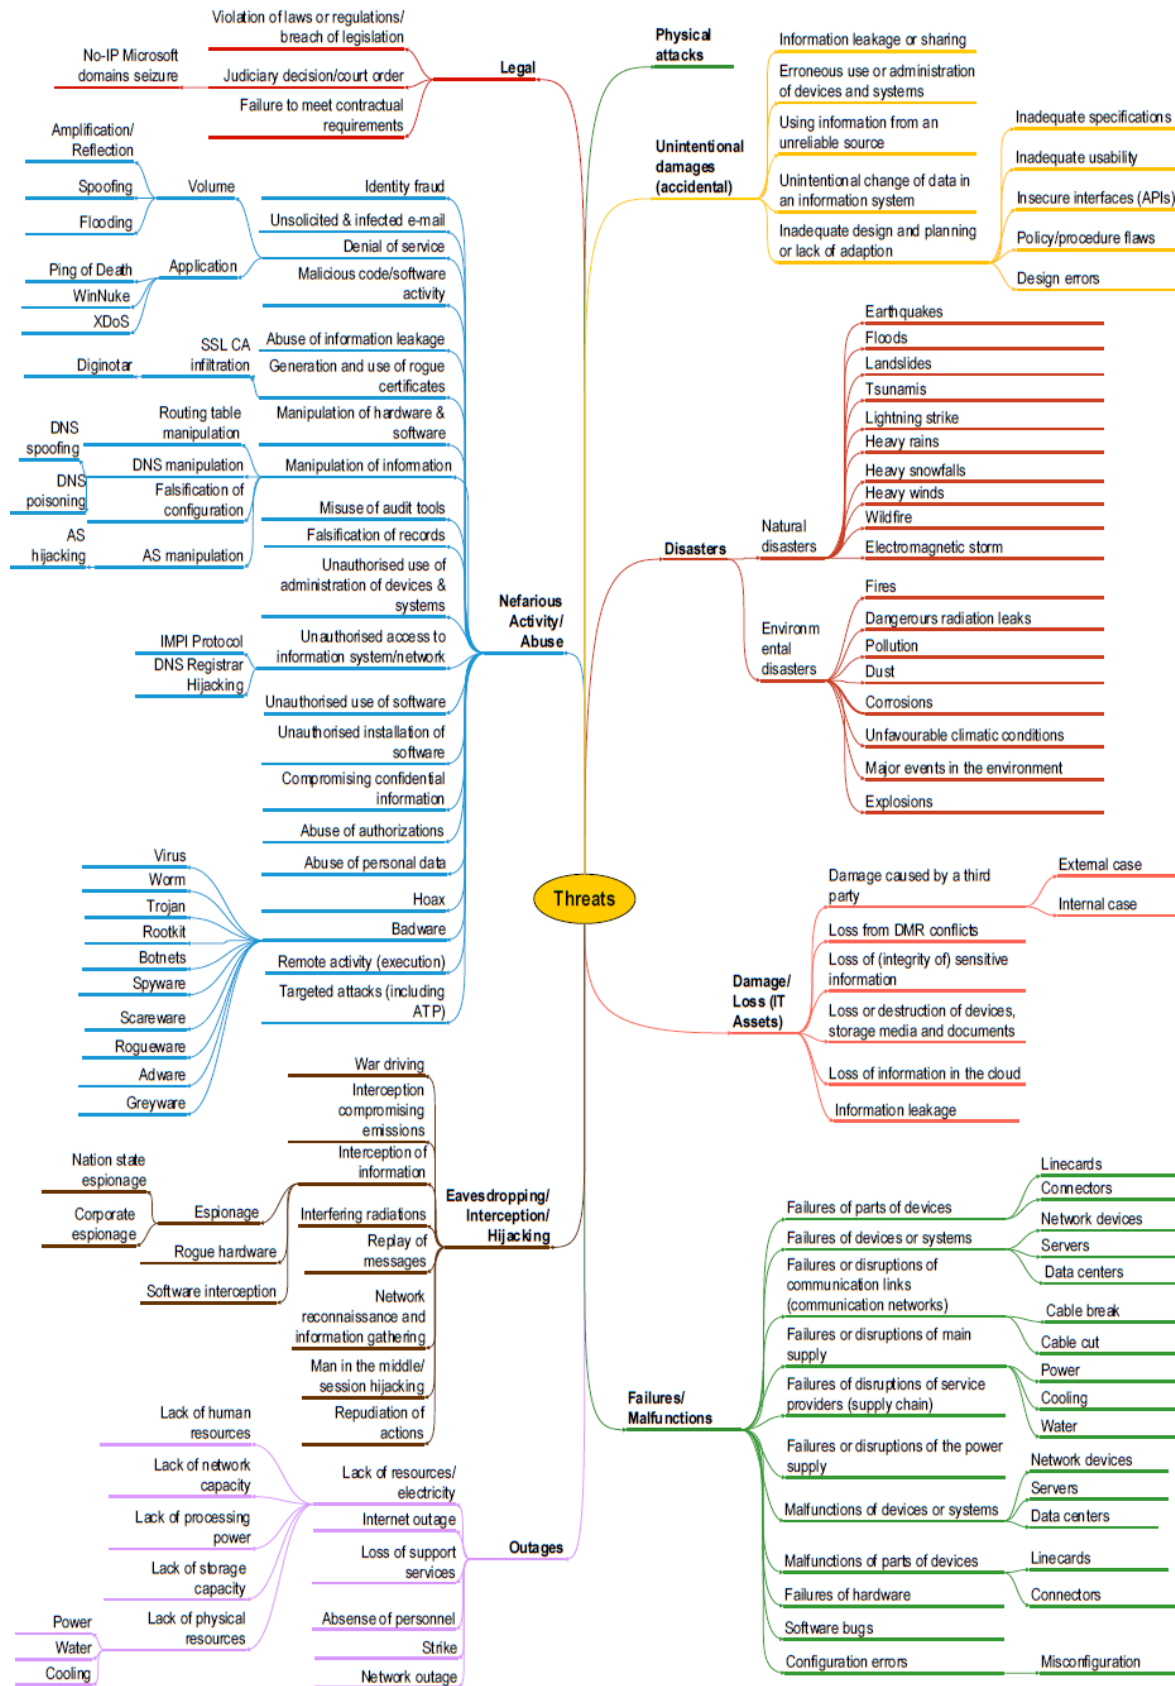 Violation of laws or regulations/
breach of legislation
No-IP Microsoft
domains seizure
Judiciary decision/court order
Failure to meet contractual
requirements
Legal
Amplification/
Reflection
Spoofing
Flooding
Volume
Ping of Death
WinNuke
XDoS
Application
Identity fraud
Unsolicited & infected e-mail
Denial of service
Malicious code/software
activity
Abuse of information leakage
Diginotar
SSL CA
infiltration
Generation and use of rogue
certificates
Manipulation of hardware &
software
Routing table
manipulation
DNS
spoofing
DNS manipulation
DNS
poisoning
Falsification of
configuration
AS
hijacking
AS manipulation
Manipulation of information
Misuse of audit tools
Falsification of records
Unauthorised use of
administration of devices &
systems
IMPI Protocol
DNS Registrar
Hijacking
Unauthorised access to
information system/network
Unauthorised use of software
Unauthorised installation of
software
Compromising confidential
information
Abuse of authorizations
Abuse of personal data
Hoax
Badware
Virus
Worm
Trojan
Rootkit
Botnets
Spyware
Scareware
Rogueware
Adware
Greyware
Remote activity (execution)
Targeted attacks (including
ATP)
Nefarious
Activity/
Abuse
War driving
Interception
compromising
emissions
Interception of
information
Nation state
espionage
Corporate
espionage
Espionage
Rogue hardware
Software interception
Interfering radiations
Replay of
messages
Network
reconnaissance and
information gathering
Man in the middle/
session hijacking
Repudiation of
actions
Eavesdropping/
Interception/
Hijacking
Lack of human
resources
Lack of network
capacity
Lack of processing
power
Lack of storage
capacity
Lack of physical
resources
Power
Water
Cooling
Lack of resources/
electricity
Internet outage
Loss of support
services
Absence of personnel
Strike
Network outage
Outages
Threats
Physical
attacks
Unintentional
damages
(accidental)
Information leakage or sharing
Erroneous use or administration
of devices and systems
Using information from an
unreliable source
Unintentional change of data in
an information system
Inadequate design and planning
or lack of adaption
Inadequate specifications
Inadequate usability
Insecure interfaces (APIs)
Policy/procedure flaws
Design errors
Disasters
Natural
disasters
Earthquakes
Floods
Landslides
Tsunamis
Lightning strike
Heavy rains
Heavy snowfalls
Heavy winds
Wildfire
Electromagnetic storm
Environm
ental
disasters
Fires
Dangerours radiation leaks
Pollution
Dust
Corrosions
Unfavourable climatic conditions
Major events in the environment
Explosions
Damage/
Loss (IT
Assets)
Damage caused by a third
party
External case
Internal case
Loss from DMR conflicts
Loss of (integrity of) sensitive
information
Loss or destruction of devices,
storage media and documents
Loss of information in the cloud
Information leakage
Failures/
Malfunctions
Failures of parts of devices
Linecards
Connectors
Failures of devices or systems
Network devices
Servers
Data centers
Failures or disruptions of
communication links
(communication networks)
Cable break
Cable cut
Failures or disruptions of main
supply
Power
Cooling
Water
Failures of disruptions of service
providers (supply chain)
Failures or disruptions of the power
supply
Malfunctions of devices or systems
Network devices
Servers
Data centers
Malfunctions of parts of devices
Linecards
Connectors
Failures of hardware
Software bugs
Configuration errors
Misconfiguration